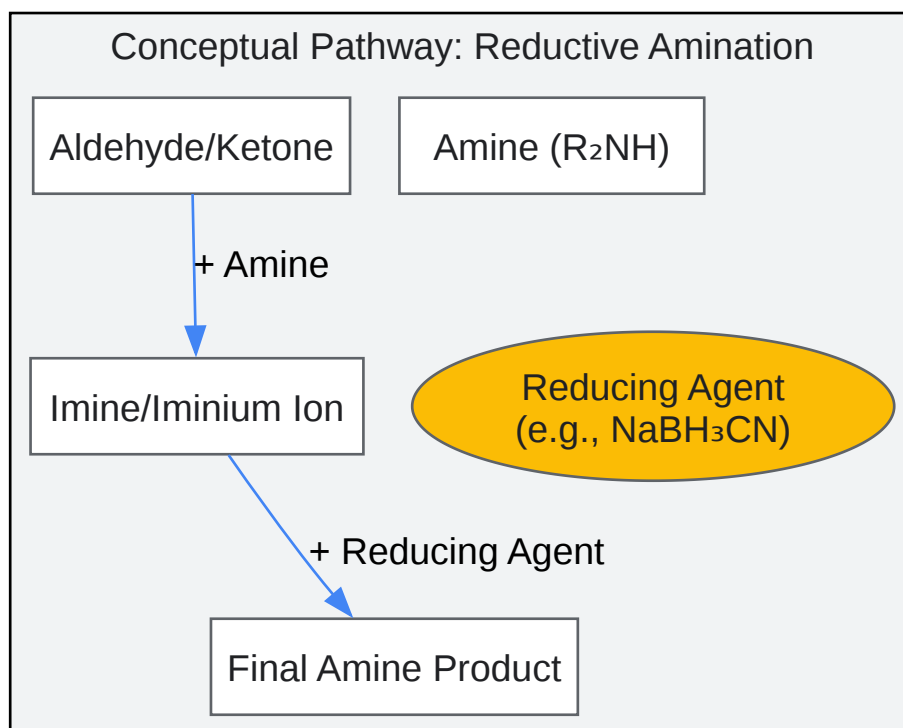 Conceptual Pathway: Reductive Amination
Aldehyde/Ketone
Amine (R₂NH)
+ Amine
Imine/Iminium Ion
Reducing Agent
(e.g., NaBH₃CN)
+ Reducing Agent
Final Amine Product